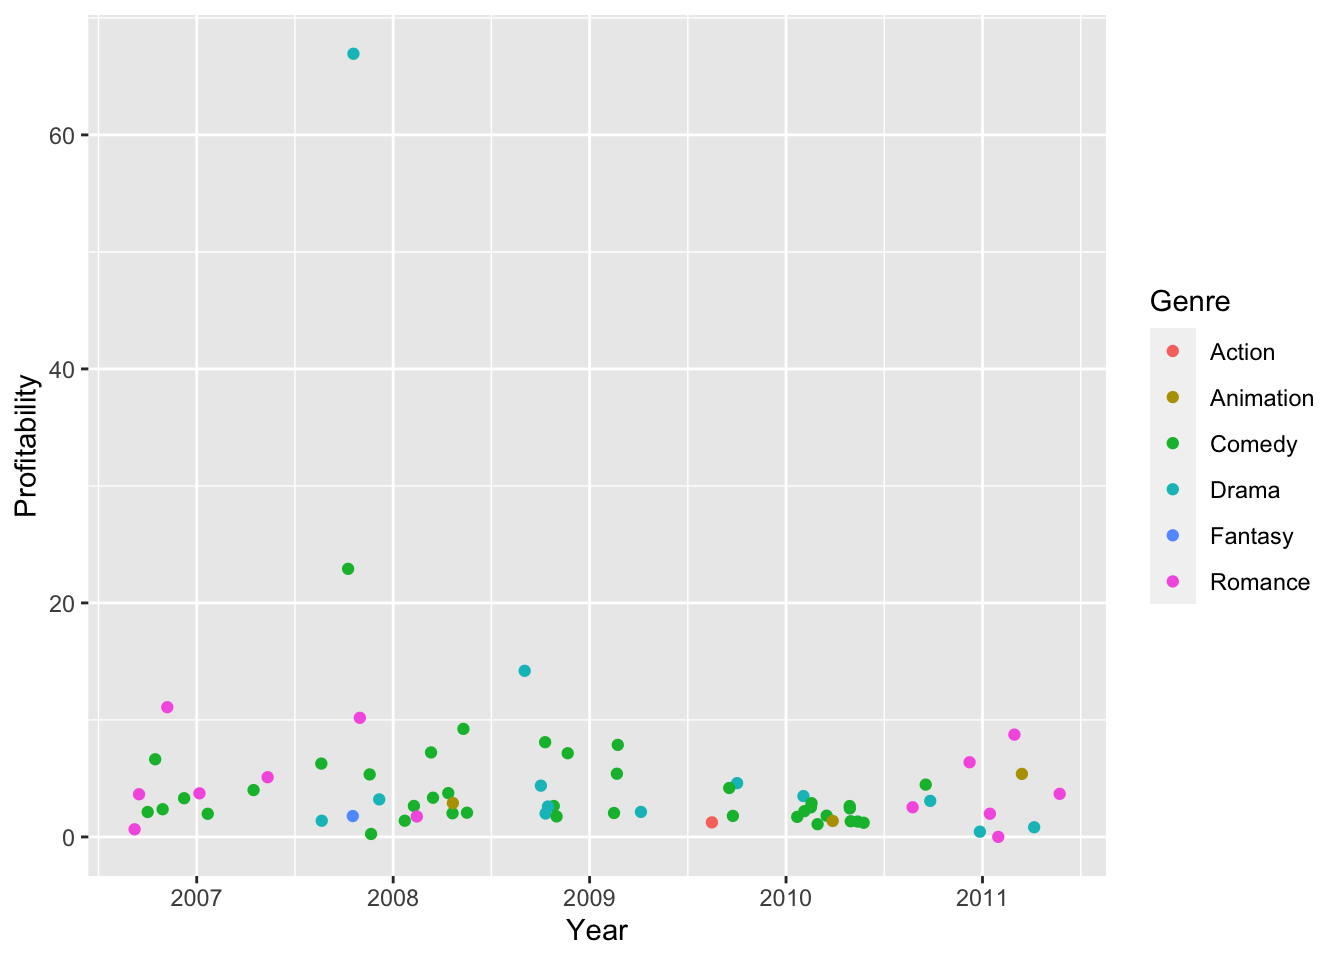 60
40
20
0
Profitability
2007 2008 2009 2010 2011
Year
Genre
Action
Animation
Comedy
Drama
Fantasy
Romance